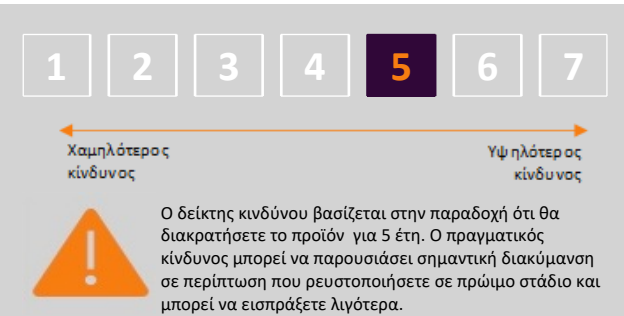 1 2 3 4 5 6 7
Χαμηλότερος Υψηλότερος
κίνδυνος κίνδυνος
Ο δείκτης κινδύνου βασίζεται στην παραδοχή ότι θα
διακρατήσετε το προϊόν για 5 έτη. Ο πραγματικός
κίνδυνος μπορεί να παρουσιάσει σημαντική διακύμανση
σε περίπτωση που ρευστοποιήσετε σε πρώιμο στάδιο και
μπορεί να εισπράξετε λιγότερα.